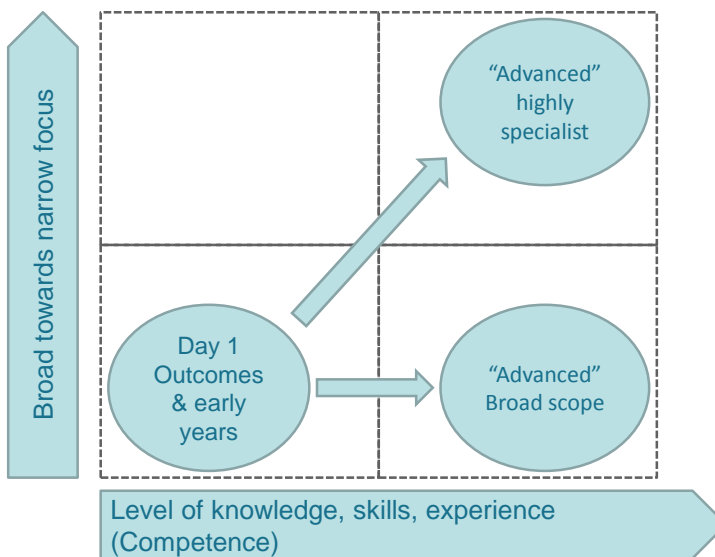 Broad towards narrow focus
“Advanced”
highly
specialist
Day 1
Outcomes
& early
years
“Advanced”
Broad scope
Level of knowledge, skills, experience
(Competence)